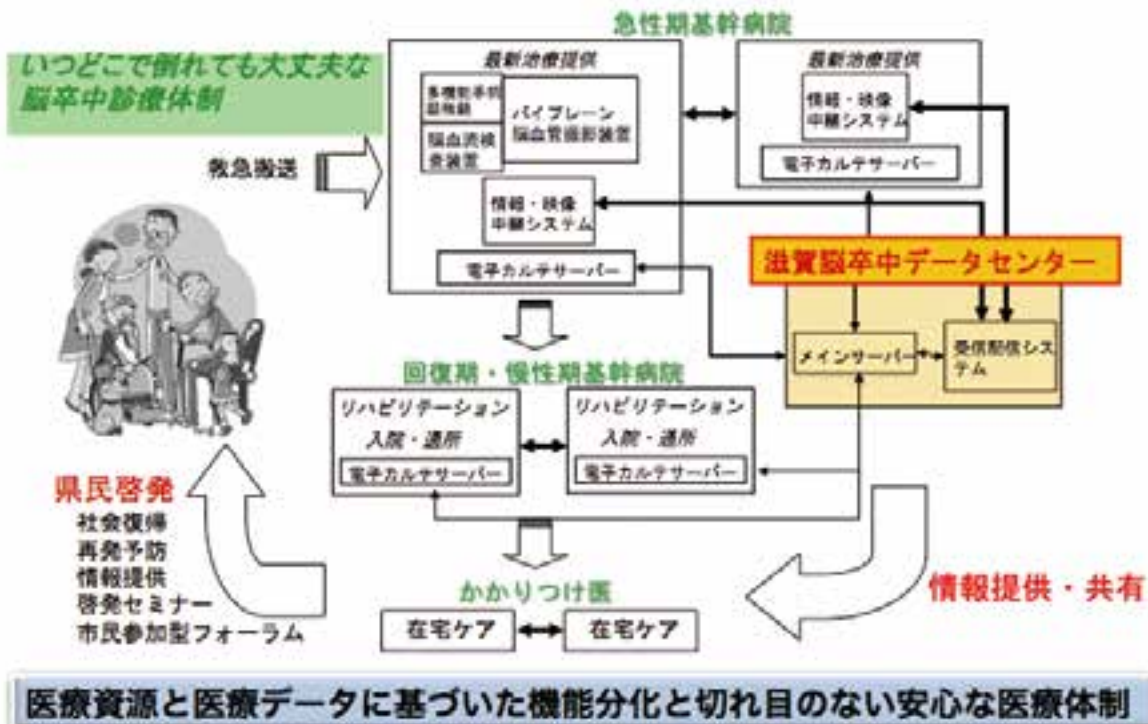 急性期基幹病院
いつどこで倒れても大丈夫な
脳卒中診療体制
救急搬送
最新治療提供
バイプレーン
脳血管撮影装置
脳血流検
査装置
情報・映像
中継システム
電子カルテサーバー
最新治療提供
情報・映像
中継システム
電子カルテサーバー
滋賀脳卒中データセンター
メインサーバー
受信配信シス
テム
回復期・慢性期基幹病院
リハビリテーション
入院・通所
電子カルテサーバー
リハビリテーション
入院・通所
電子カルテサーバー
県民啓発
社会復帰
再発予防
情報提供
啓発セミナー
市民参加型フォーラム
情報提供・共有
かかりつけ医
在宅ケア
在宅ケア
医療資源と医療データに基づいた機能分化と切れ目のない安心な医療体制